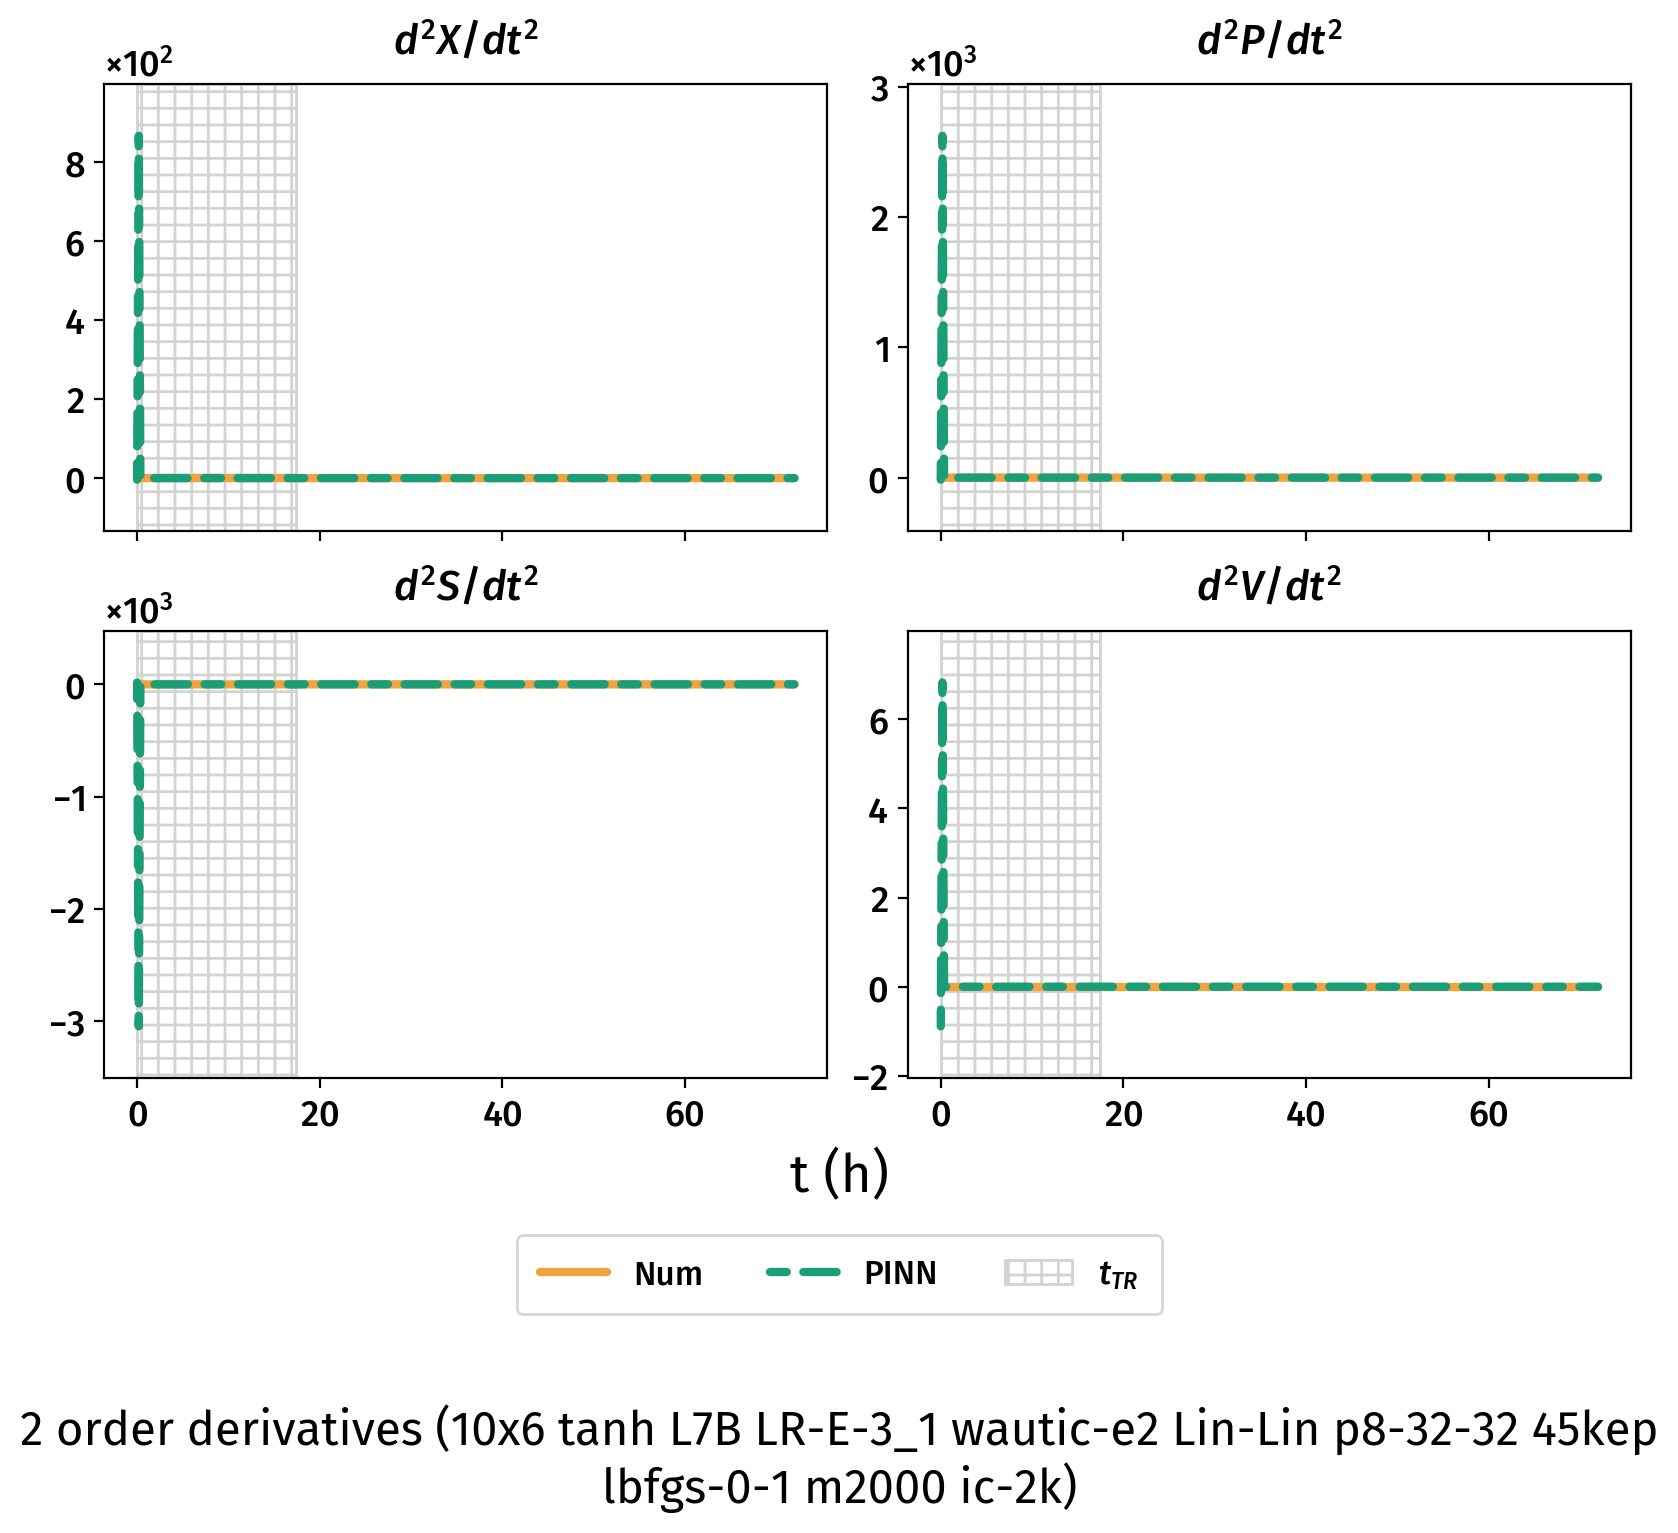 d²X/dt²
×10²
8
6
4
2
0
d²P/dt²
×10³
3
2
1
0
d²S/dt²
×10³
0
−1
−2
−3
0 20 40 60
d²V/dt²
6
4
2
0
−2
0 20 40 60
t (h)
Num PINN t_TR
2 order derivatives (10x6 tanh L7B LR-E-3_1 wautic-e2 Lin-Lin p8-32-32 45kep
lbfgs-0-1 m2000 ic-2k)